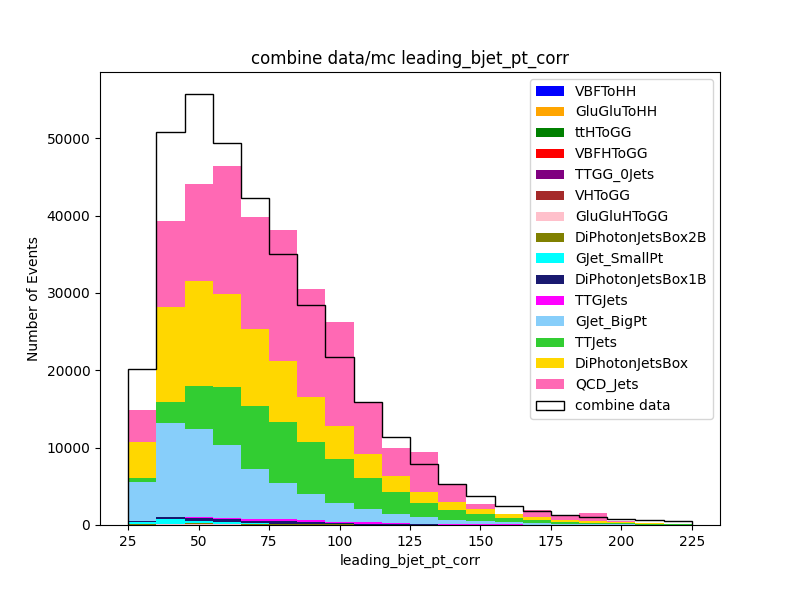 combine data/mc leading_bjet_pt_corr
VBFToHH
GluGluToHH
ttHToGG
VBFHToGG
TTGG_0Jets
VHToGG
GluGluHToGG
DiPhotonJetsBox2B
GJet_SmallPt
DiPhotonJetsBox1B
TTGJets
GJet_BigPt
TTJets
DiPhotonJetsBox
QCD_Jets
combine data
Number of Events
50000
40000
30000
20000
10000
0
25 50 75 100 125 150 175 200 225
leading_bjet_pt_corr